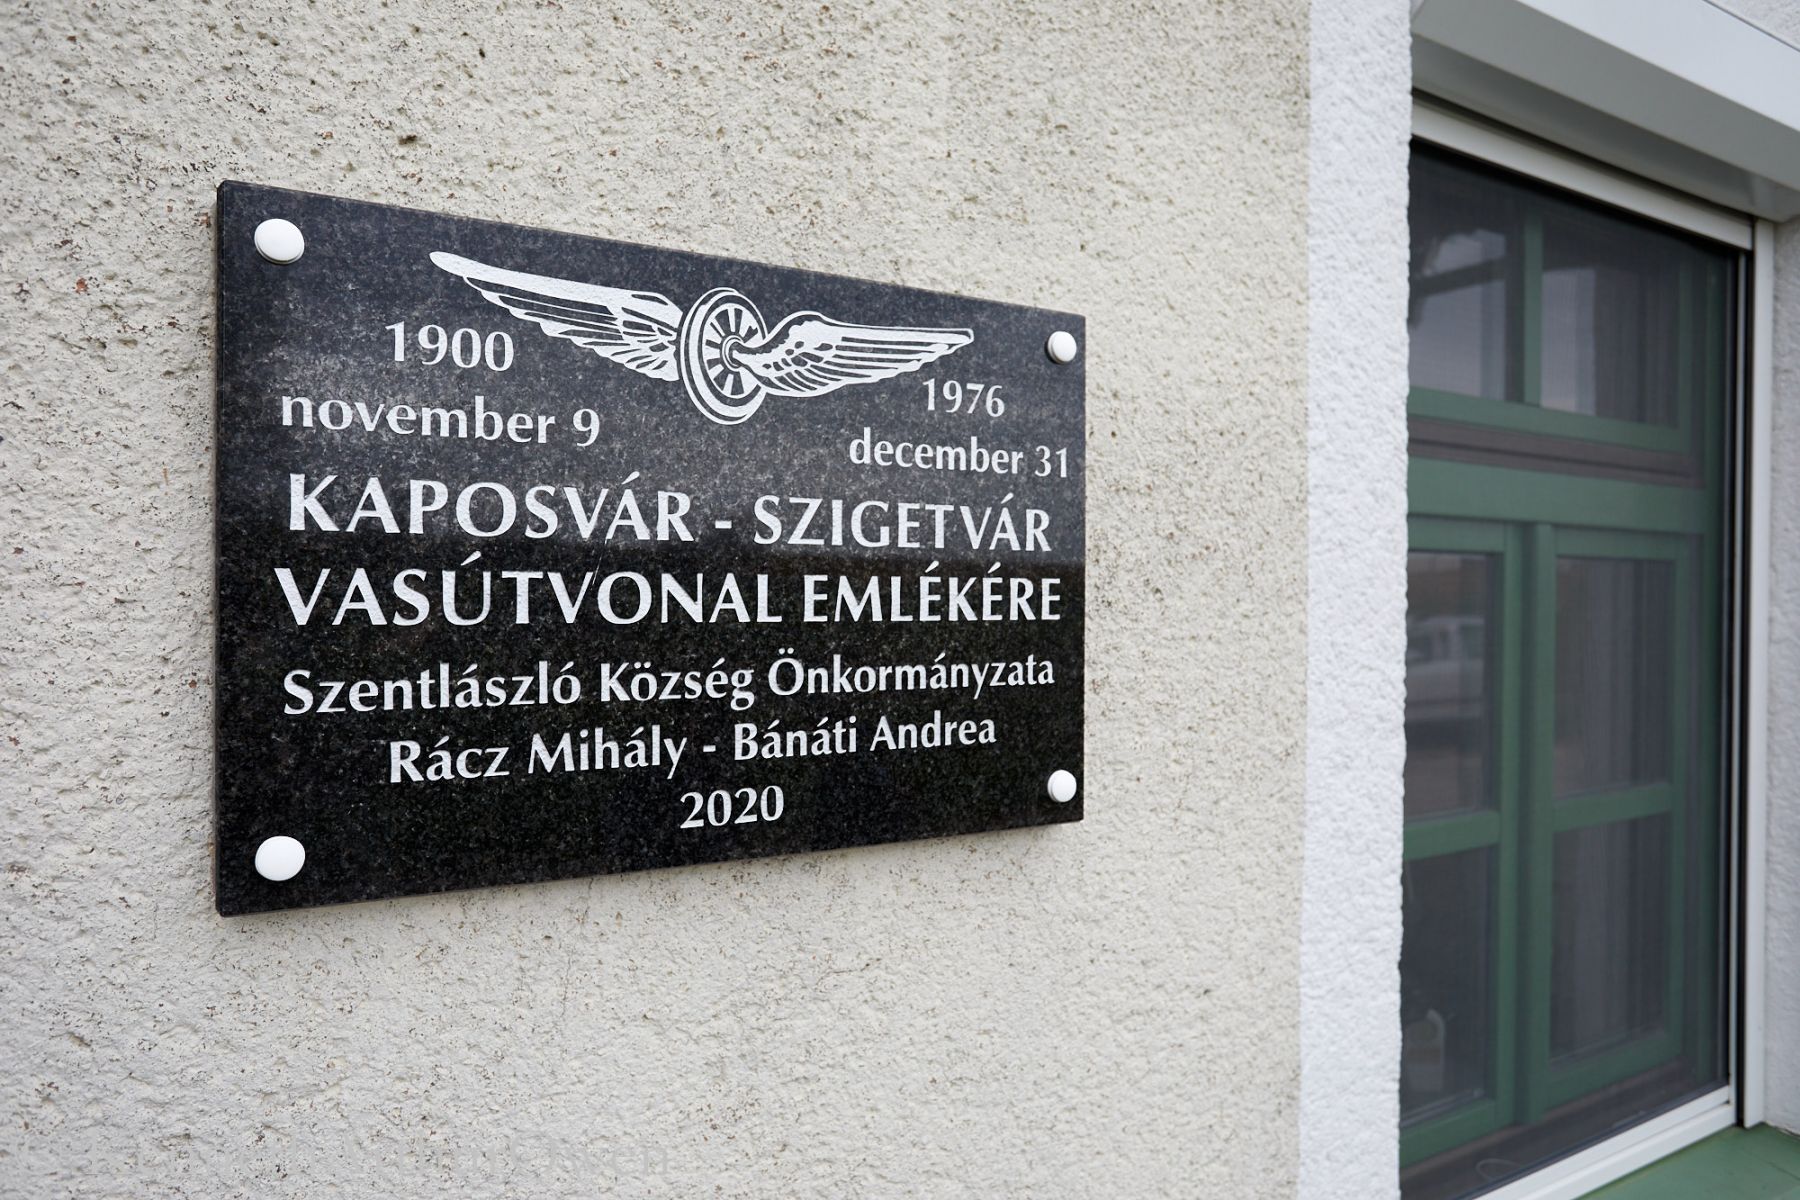 1900
november 9
1976
december 31
KAPOSVÁR - SZIGETVÁR
VASÚTVONAL EMLÉKÉRE
Szentlászló Község Önkormányzata
Rácz Mihály - Bánáti Andrea
2020